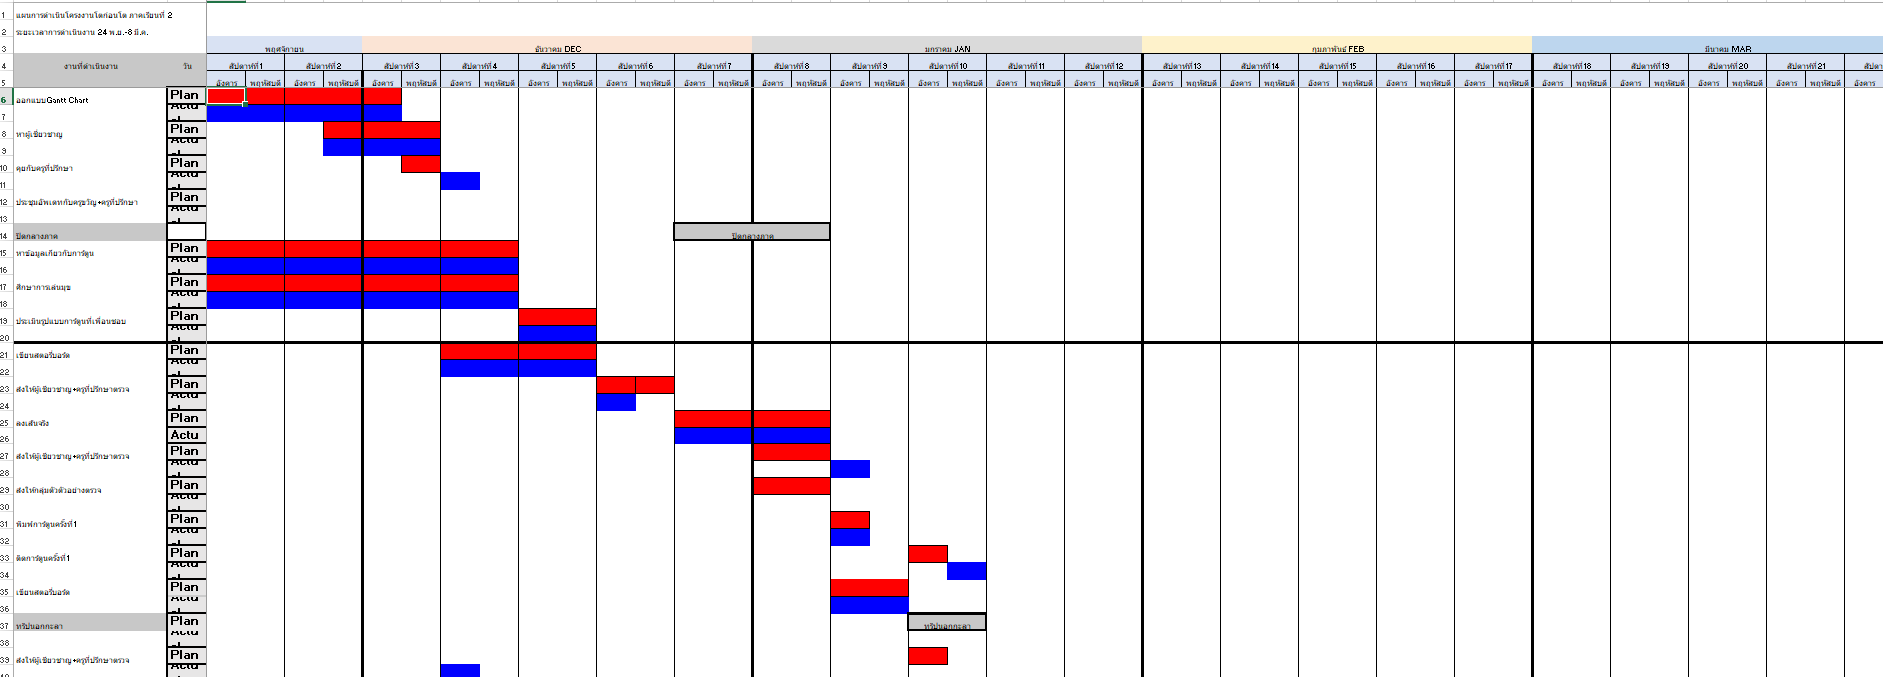 1 แผนการดำเนินโครงงานโตก่อนโต ภาคเรียนที่ 2
2 ระยะเวลาการดำเนินงาน 24 พ.ย.-8 มี.ค.
3 พฤศจิกายน ธันวาคม DEC มกราคม JAN กุมภาพันธ์ FEB มีนาคม MAR
4 งานที่ดำเนินงาน วัน สัปดาห์ที่ 1 สัปดาห์ที่ 2 สัปดาห์ที่ 3 สัปดาห์ที่ 4 สัปดาห์ที่ 5 สัปดาห์ที่ 6 สัปดาห์ที่ 7 สัปดาห์ที่ 8 สัปดาห์ที่ 9 สัปดาห์ที่ 10 สัปดาห์ที่ 11 สัปดาห์ที่ 12 สัปดาห์ที่ 13 สัปดาห์ที่ 14 สัปดาห์ที่ 15 สัปดาห์ที่ 16 สัปดาห์ที่ 17 สัปดาห์ที่ 18 สัปดาห์ที่ 19 สัปดาห์ที่ 20 สัปดาห์ที่ 21
5 อังคาร พฤหัสบดี อังคาร พฤหัสบดี อังคาร พฤหัสบดี อังคาร พฤหัสบดี อังคาร พฤหัสบดี อังคาร พฤหัสบดี อังคาร พฤหัสบดี อังคาร พฤหัสบดี อังคาร พฤหัสบดี อังคาร พฤหัสบดี อังคาร พฤหัสบดี อังคาร พฤหัสบดี อังคาร พฤหัสบดี อังคาร พฤหัสบดี อังคาร พฤหัสบดี อังคาร พฤหัสบดี อังคาร พฤหัสบดี อังคาร พฤหัสบดี อังคาร พฤหัสบดี อังคาร พฤหัสบดี อังคาร พฤหัสบดี อังคาร
6 ออกแบบGantt Chart Plan
7
8 หาผู้เชี่ยวชาญ Plan
9
10 คุยกับครูที่ปรึกษา Plan
11
12 ประชุมอัพเดทกับครูขวัญ+ครูที่ปรึกษา Plan
13
14 ปิดกลางภาค ปิดกลางภาค
15 หาข้อมูลเกี่ยวกับการ์ตูน Plan
16
17 ศึกษาการเล่นมุข Plan
18
19 ประเมินรูปแบบการ์ตูนที่เพื่อนชอบ Plan
20
21 เขียนสตอรี่บอร์ด Plan
22
23 ส่งให้ผู้เชี่ยวชาญ+ครูที่ปรึกษาตรวจ Plan
24
25 ลงเส้นจริง Plan
26 Actu
27 ส่งให้ผู้เชี่ยวชาญ+ครูที่ปรึกษาตรวจ Plan
28
29 ส่งให้กลุ่มตัวตัวอย่างตรวจ Plan
30
31 พิมพ์การ์ตูนครั้งที่1 Plan
32
33 ติดการ์ตูนครั้งที่1 Plan
34
35 เขียนสตอรี่บอร์ด Plan
36
37 ทริปนอกกะลา Plan ทริปนอกกะลา
38
39 ส่งให้ผู้เชี่ยวชาญ+ครูที่ปรึกษาตรวจ Plan